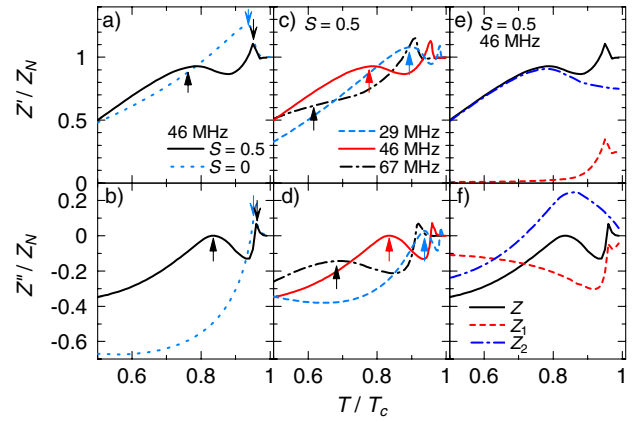 a) c) S = 0.5 e) S = 0.5
46 MHz
Z' / Z_N
1
0.5
0
46 MHz
S = 0.5
S = 0
29 MHz
46 MHz
67 MHz
b) d) f)
Z'' / Z_N
0.2
0
-0.2
-0.4
-0.6
Z
Z_1
Z_2
0.6 0.8 1 0.6 0.8 1 0.6 0.8 1
T / T_c